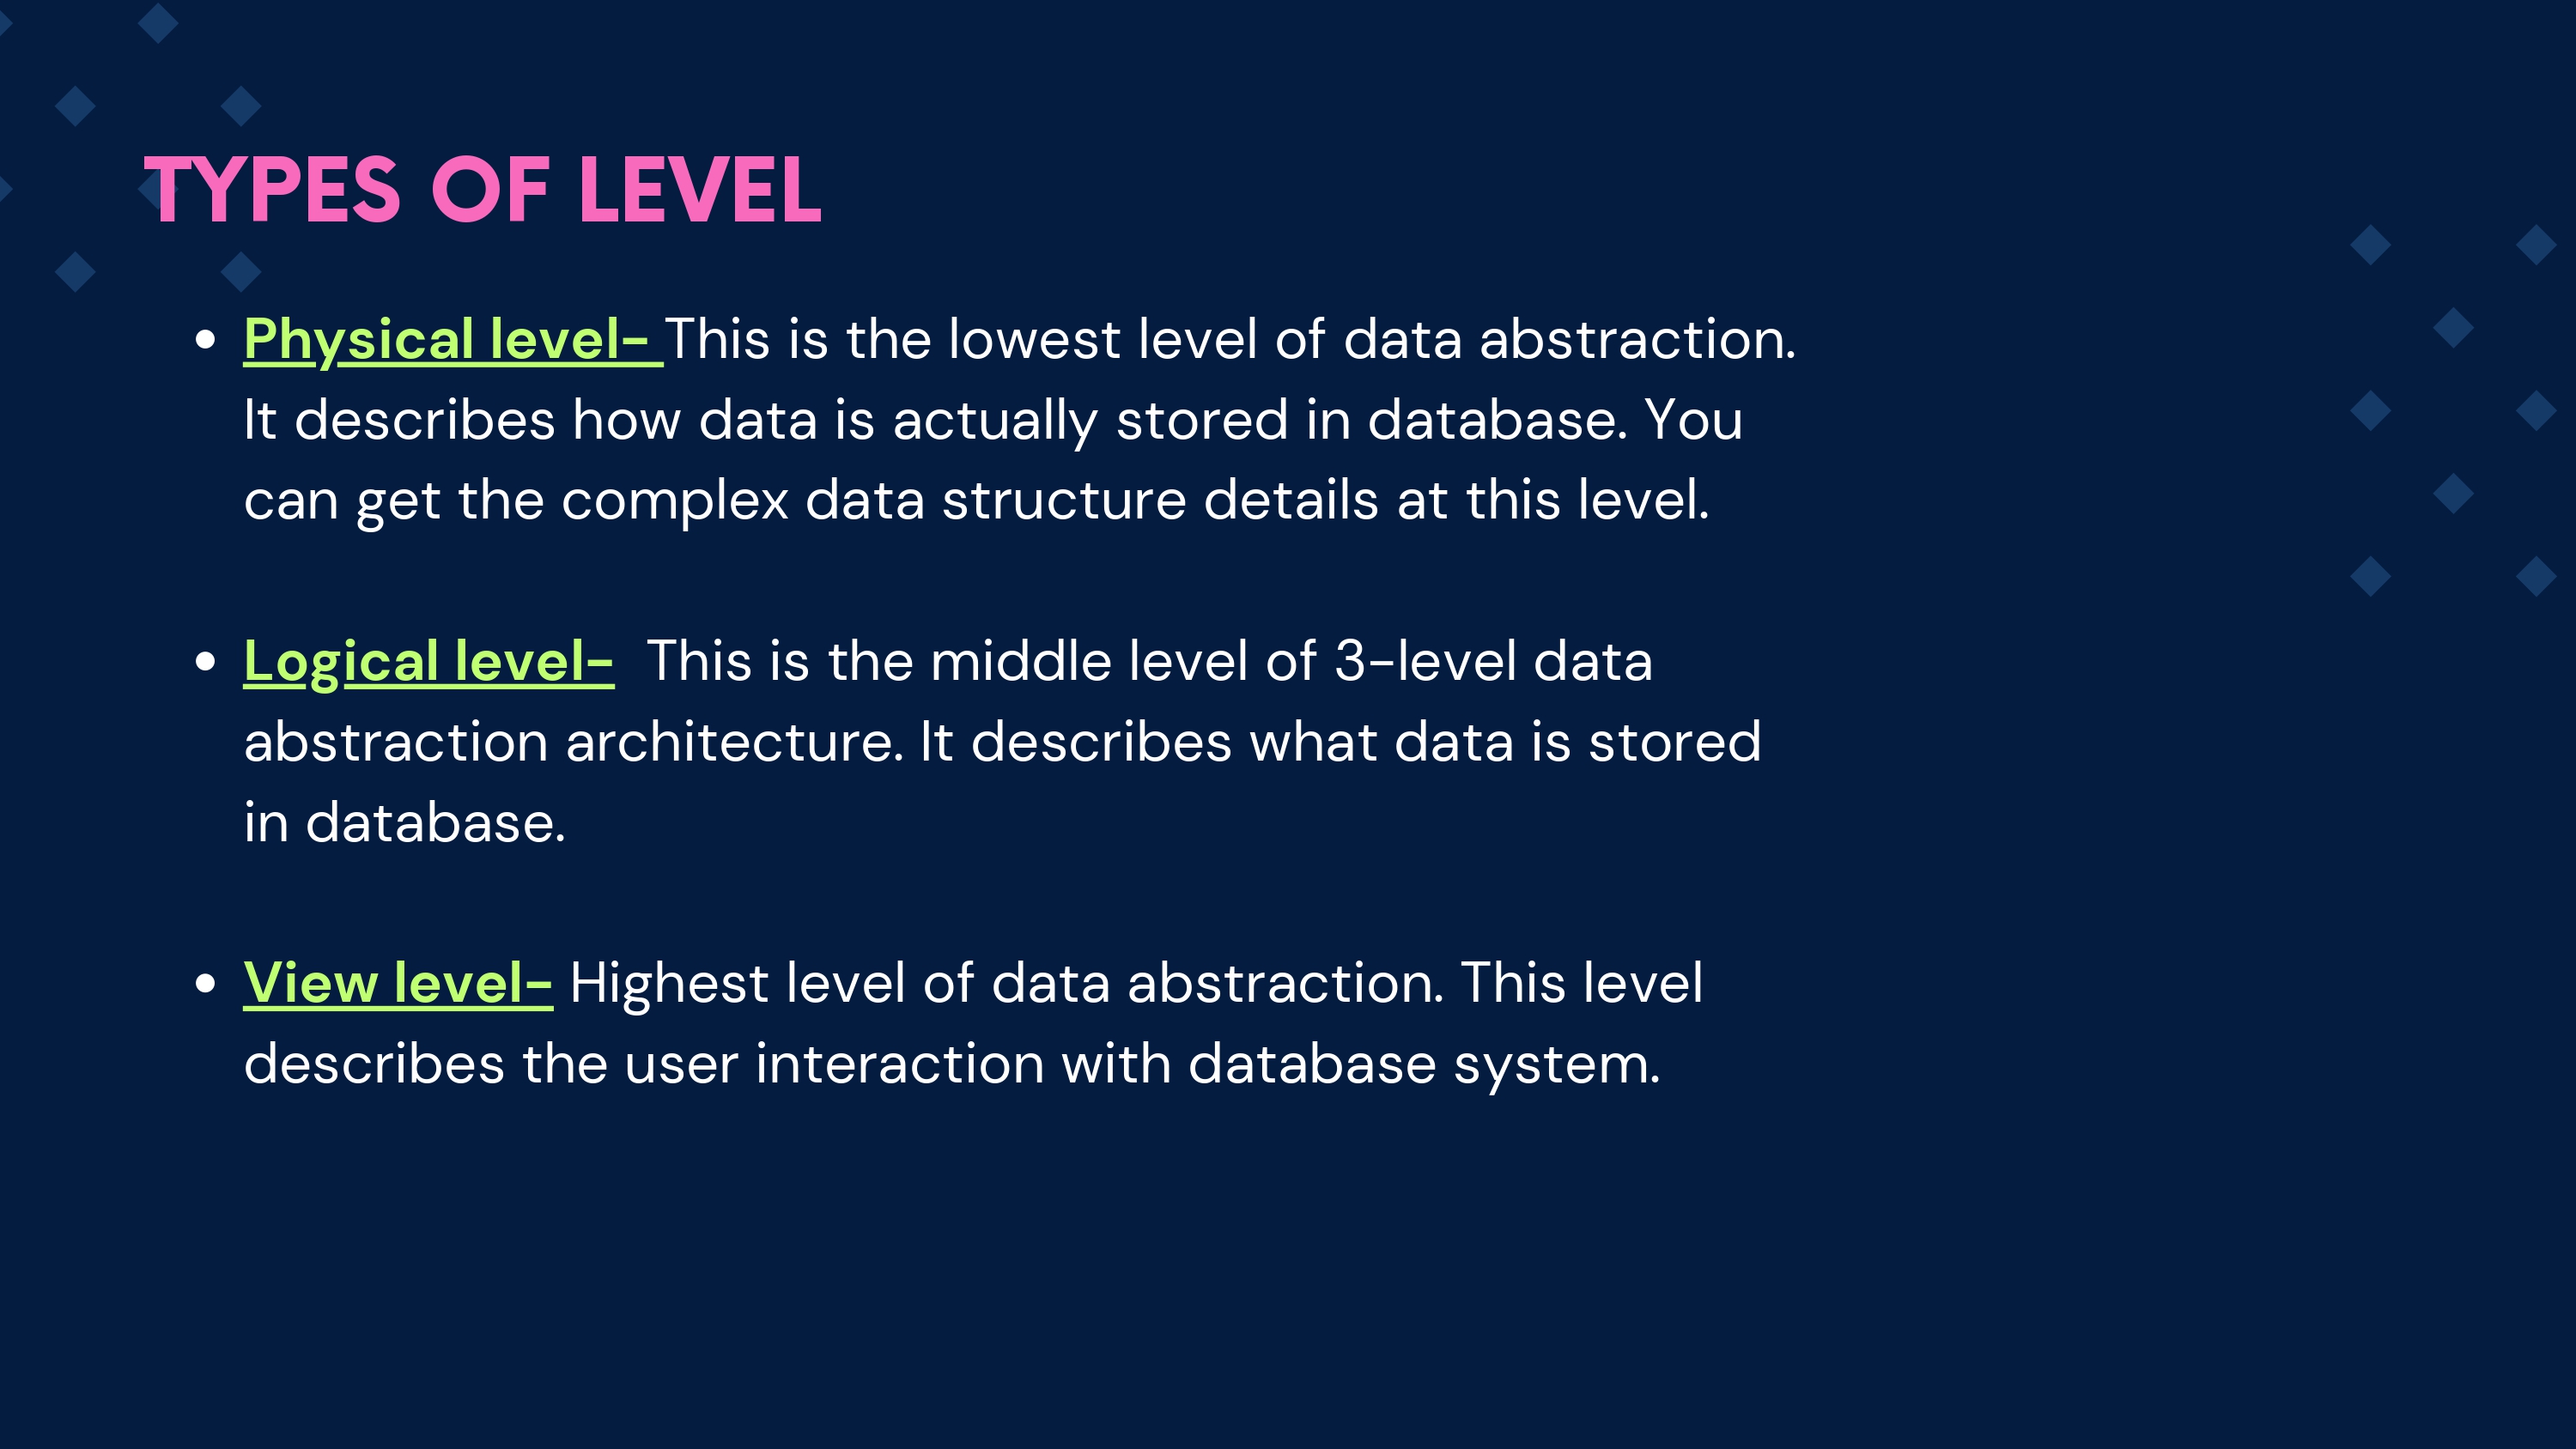 TYPES OF LEVEL
• Physical level- This is the lowest level of data abstraction.
It describes how data is actually stored in database. You
can get the complex data structure details at this level.
• Logical level-  This is the middle level of 3-level data
abstraction architecture. It describes what data is stored
in database.
• View level- Highest level of data abstraction. This level
describes the user interaction with database system.